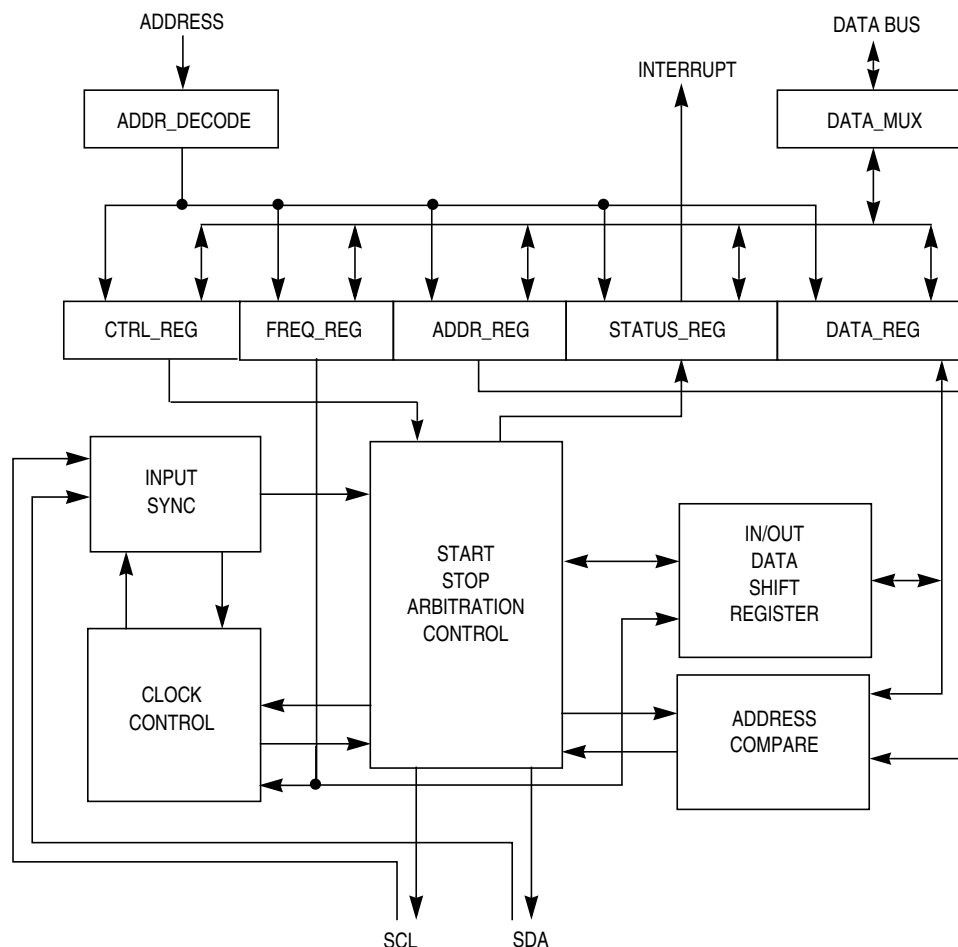 ADDRESS
DATA BUS
INTERRUPT
ADDR_DECODE
DATA_MUX
CTRL_REG
FREQ_REG
ADDR_REG
STATUS_REG
DATA_REG
INPUT
SYNC
START
STOP
ARBITRATION
CONTROL
IN/OUT
DATA
SHIFT
REGISTER
CLOCK
CONTROL
ADDRESS
COMPARE
SCL
SDA